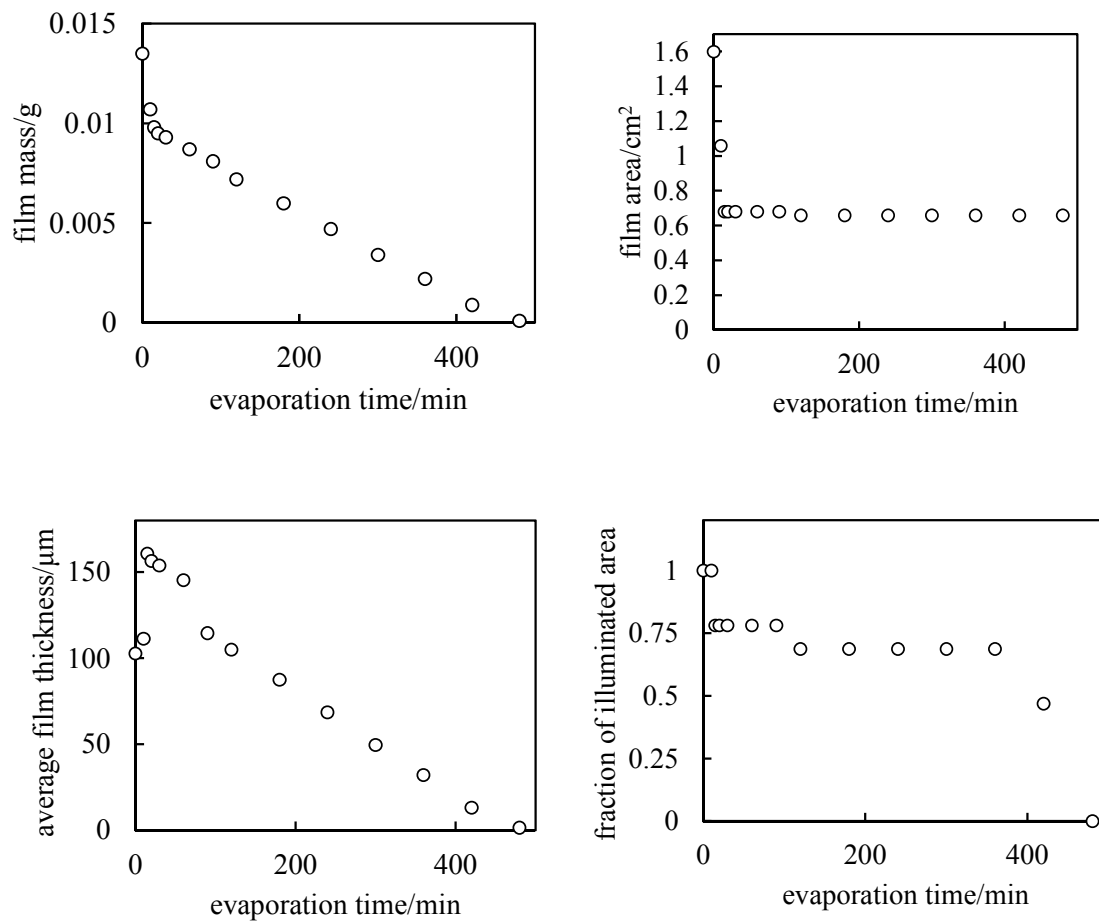 film mass/g
0.015
0.01
0.005
0
0 200 400
evaporation time/min
film area/cm²
1.6
1.4
1.2
1
0.8
0.6
0.4
0.2
0
0 200 400
evaporation time/min
average film thickness/μm
150
100
50
0
0 200 400
evaporation time/min
fraction of illuminated area
1
0.75
0.5
0.25
0
0 200 400
evaporation time/min